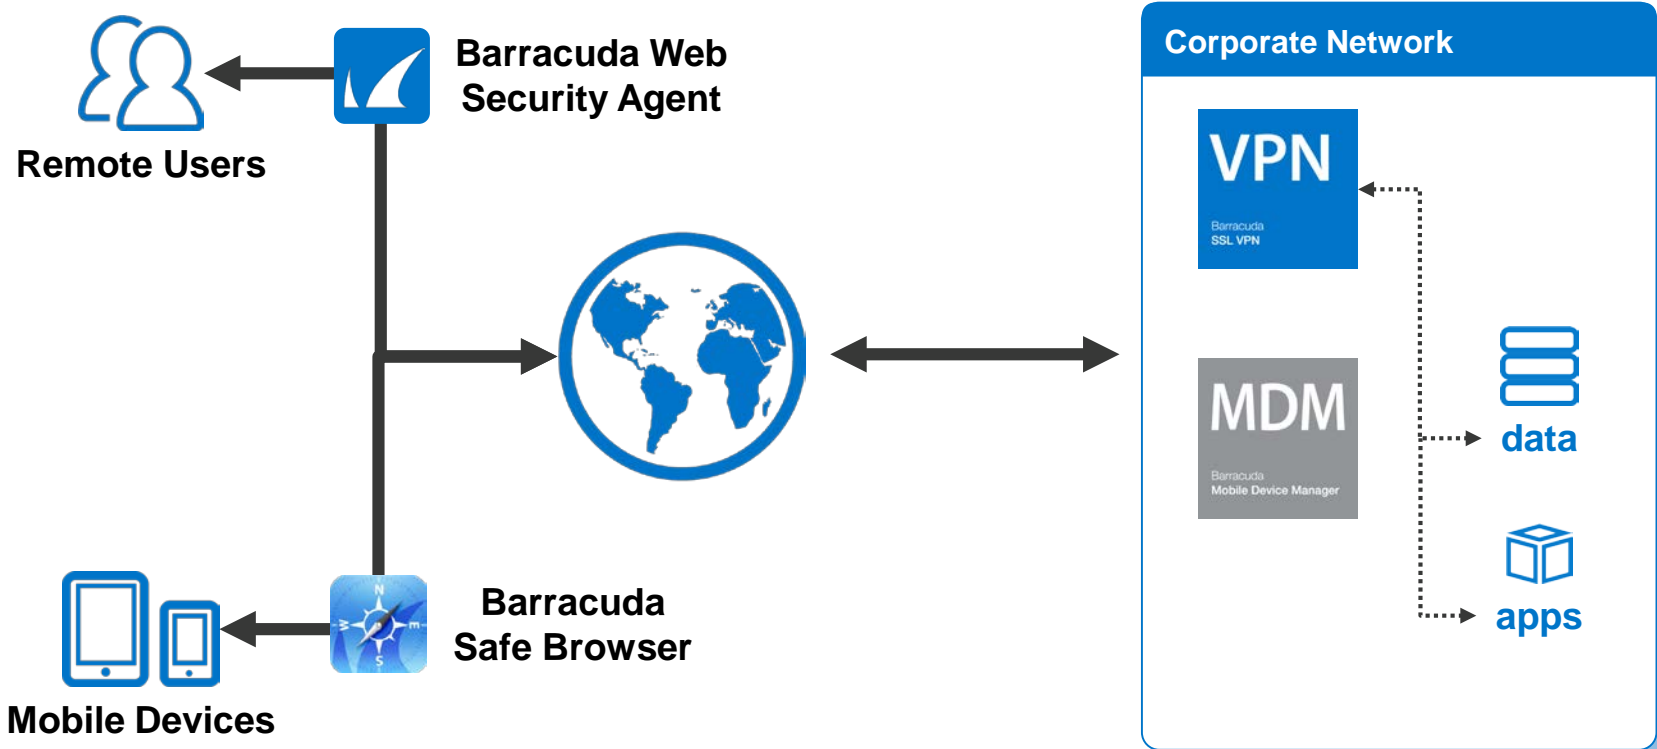 Barracuda Web
Security Agent
Remote Users
Corporate Network
VPN
Barracuda
SSL VPN
MDM
Barracuda
Mobile Device Manager
data
apps
N
E
S
W
Barracuda
Safe Browser
Mobile Devices